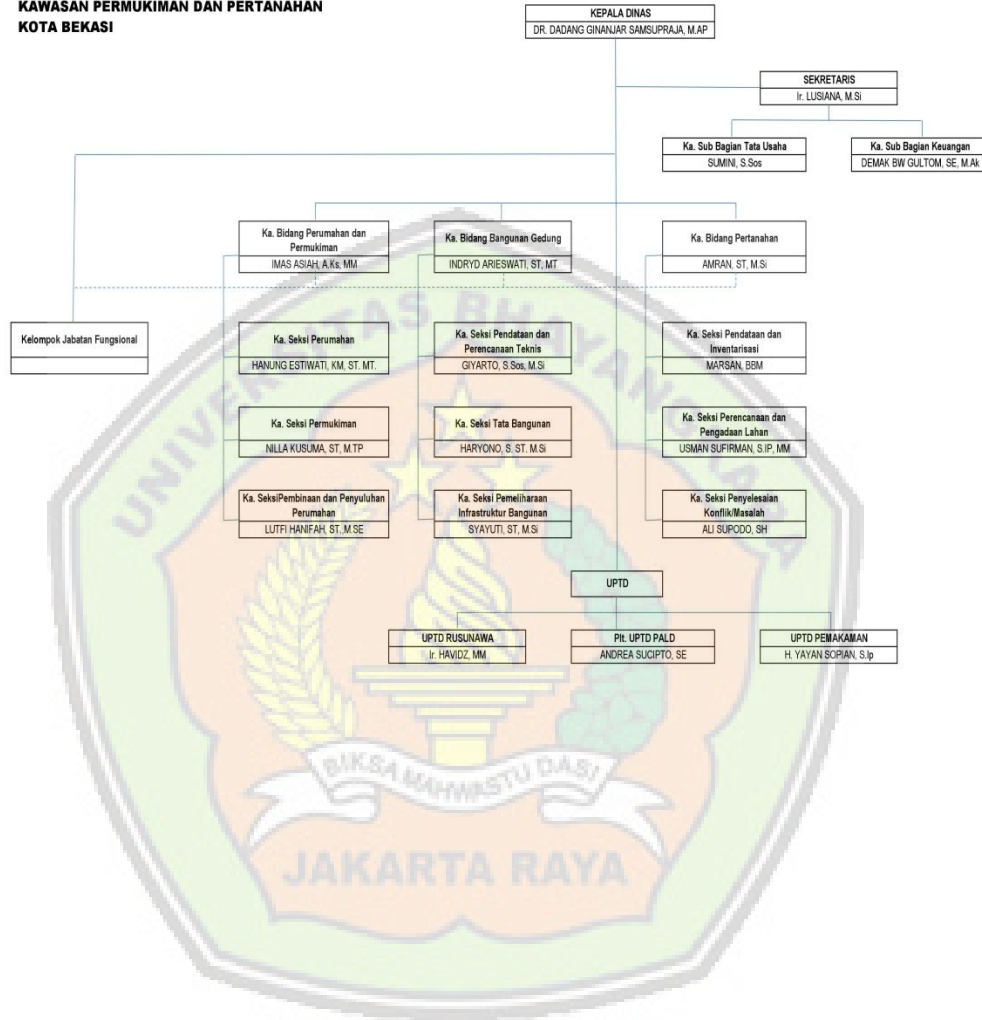 KAWASAN PERMUKIMAN DAN PERTANAHAN
KOTA BEKASI
KEPALA DINAS
DR. DADANG GINANJAR SAMSUPRAJA, M.AP
SEKRETARIS
Ir. LUSIANA, M.Si
Ka. Sub Bagian Tata Usaha
SUMINI, S.Sos
Ka. Sub Bagian Keuangan
DEMAK BW GULTOM, SE, M.Ak
Ka. Bidang Perumahan dan
Permukiman
IMAS ASIAH, A.Ks, MM
Ka. Bidang Bangunan Gedung
INDRYD ARIESWATI, ST, MT
Ka. Bidang Pertanahan
AMRAN, ST, M.Si
Kelompok Jabatan Fungsional
Ka. Seksi Perumahan
HANUNG ESTIWATI, KM, ST. MT.
Ka. Seksi Pendataan dan
Perencanaan Teknis
GIYARTO, S.Sos, M.Si
Ka. Seksi Pendataan dan
Inventarisasi
MARSAN, BBM
Ka. Seksi Permukiman
NILLA KUSUMA, ST, M.TP
Ka. Seksi Tata Bangunan
HARYONO, S. ST. M.Si
Ka. Seksi Perencanaan dan
Pengadaan Lahan
USMAN SUFIRMAN, S.IP, MM
Ka. SeksiPembinaan dan Penyuluhan
Perumahan
LUTFI HANIFAH, ST. M.SE
Ka. Seksi Pemeliharaan
Infrastruktur Bangunan
SYAYUTI, ST, M.Si
Ka. Seksi Penyelesaian
Konflik/Masalah
ALI SUPODO, SH
UPTD
UPTD RUSUNAWA
Ir. HAVIDZ, MM
Plt. UPTD PALD
ANDREA SUCIPTO, SE
UPTD PEMAKAMAN
H. YAYAN SOPIAN, S.Ip
UNIVERSITAS BHAYANGKARA
BIKSA MAHWASTU DASI
JAKARTA RAYA